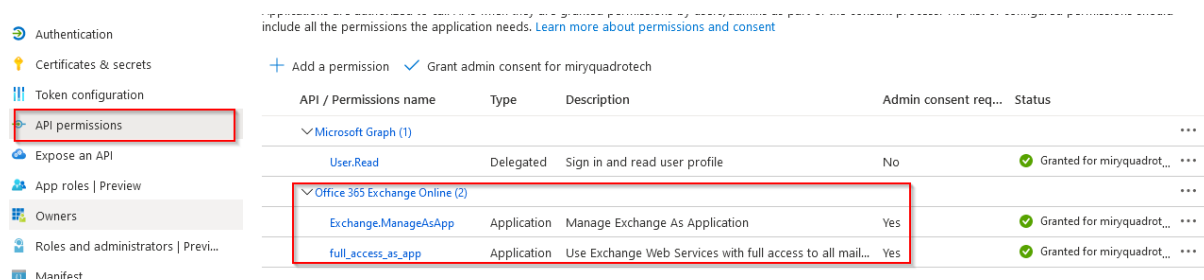 include all the permissions the application needs. Learn more about permissions and consent
Authentication
Certificates & secrets
Token configuration
API permissions
Expose an API
App roles | Preview
Owners
Roles and administrators | Previ...
Manifest
Add a permission Grant admin consent for miryquadrotech
API / Permissions name Type Description Admin consent req... Status
Microsoft Graph (1) ...
User.Read Delegated Sign in and read user profile No Granted for miryquadrot... ...
Office 365 Exchange Online (2) ...
Exchange.ManageAsApp Application Manage Exchange As Application Yes Granted for miryquadrot... ...
full_access_as_app Application Use Exchange Web Services with full access to all mail... Yes Granted for miryquadrot... ...